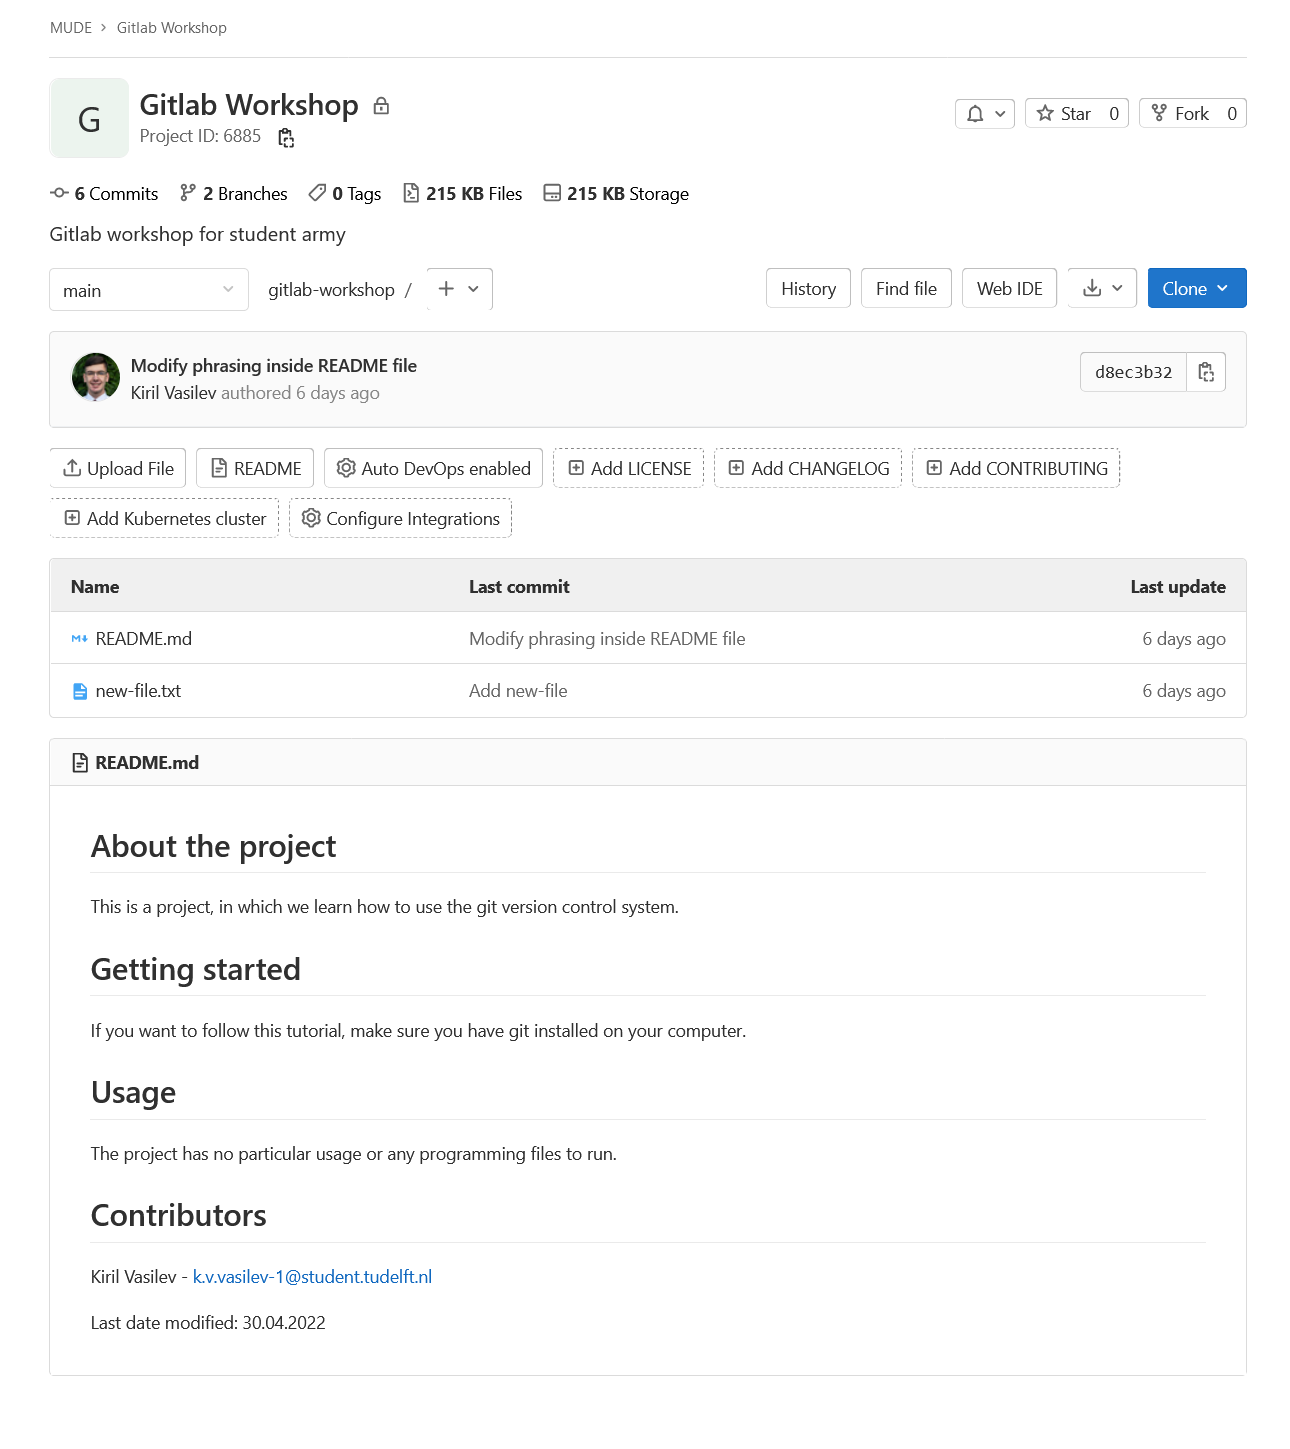 MUDE > Gitlab Workshop
G
Gitlab Workshop
Project ID: 6885
Star 0
Fork 0
6 Commits 2 Branches 0 Tags 215 KB Files 215 KB Storage
Gitlab workshop for student army
main
gitlab-workshop /
History
Find file
Web IDE
Clone
Modify phrasing inside README file
Kiril Vasilev authored 6 days ago
d8ec3b32
Upload File
README
Auto DevOps enabled
Add LICENSE
Add CHANGELOG
Add CONTRIBUTING
Add Kubernetes cluster
Configure Integrations
Name Last commit Last update
README.md Modify phrasing inside README file 6 days ago
new-file.txt Add new-file 6 days ago
README.md
About the project
This is a project, in which we learn how to use the git version control system.
Getting started
If you want to follow this tutorial, make sure you have git installed on your computer.
Usage
The project has no particular usage or any programming files to run.
Contributors
Kiril Vasilev - k.v.vasilev-1@student.tudelft.nl
Last date modified: 30.04.2022